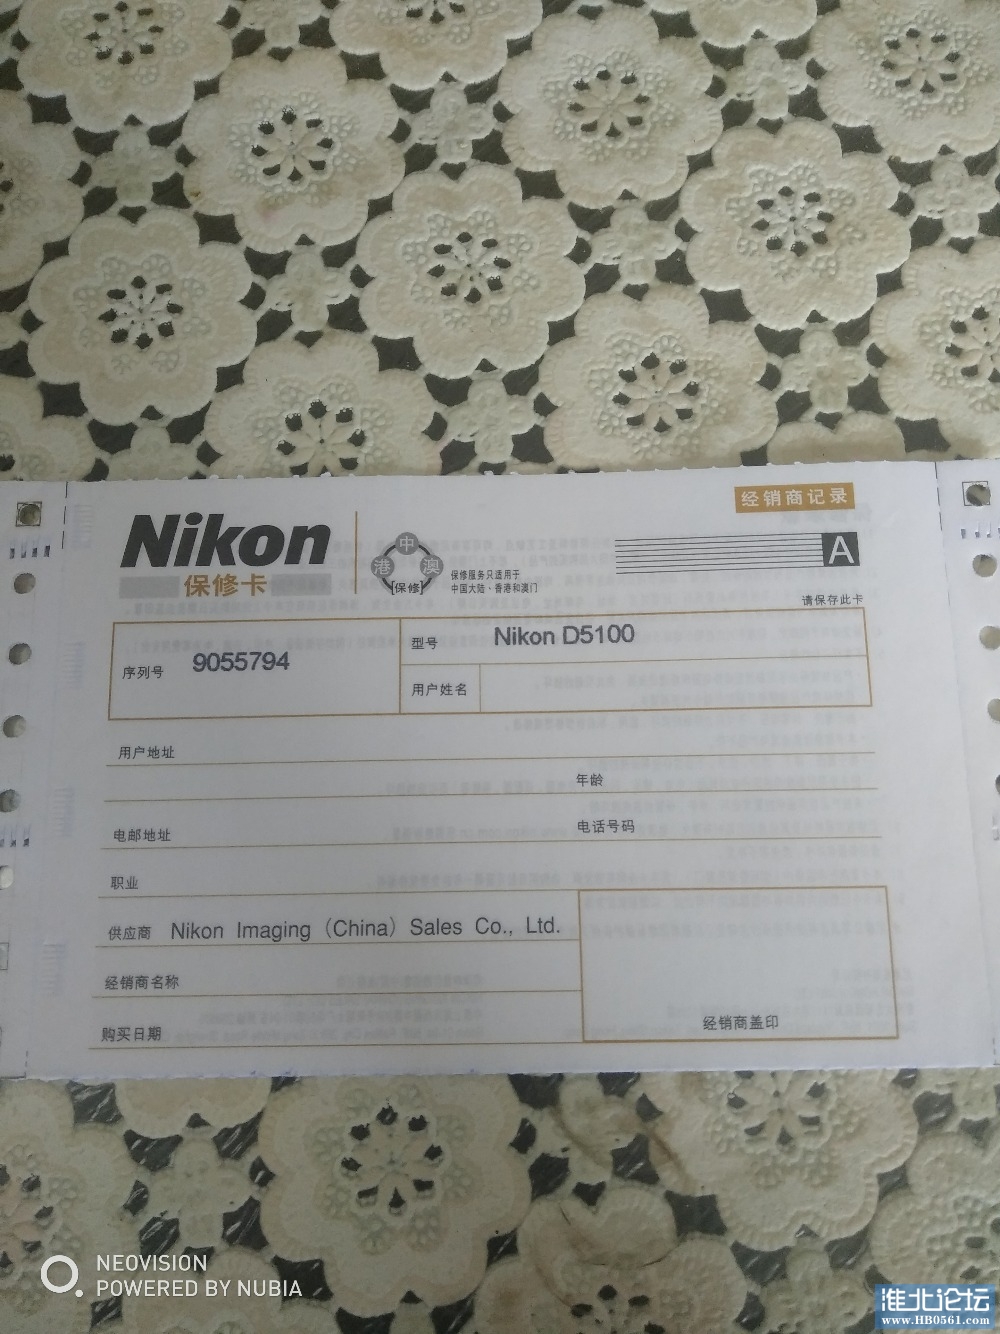 经销商记录
Nikon
保修卡
中
港 澳
保修
保修服务只适用于
中国大陆·香港和澳门
A
请保存此卡
序列号 9055794
型号 Nikon D5100
用户姓名
用户地址
年龄
电邮地址
电话号码
职业
供应商 Nikon Imaging (China) Sales Co., Ltd.
经销商名称
购买日期
经销商盖印
NEOVISION
POWERED BY NUBIA
淮北论坛
www.HB0561.com